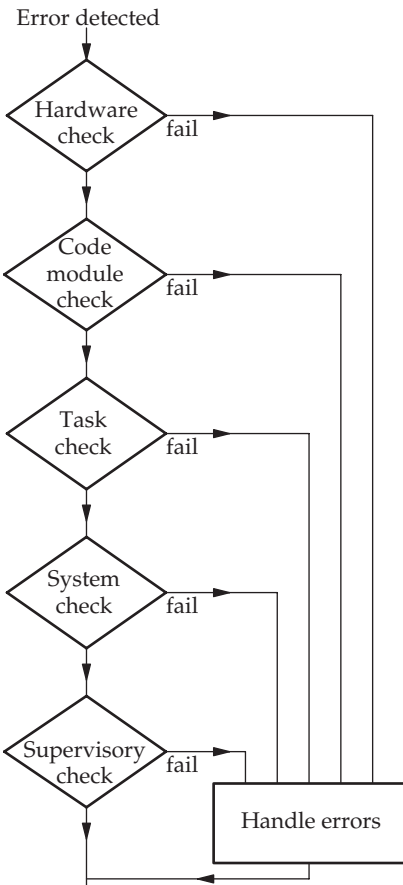 Error detected
Hardware
check
fail
Code
module
check
fail
Task
check
fail
System
check
fail
Supervisory
check
fail
Handle errors